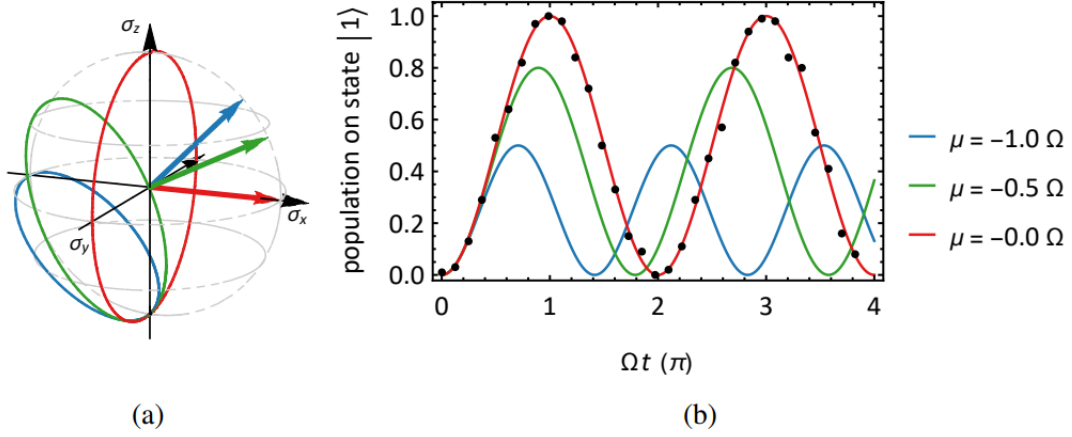 σz
σx
σy
(a)
population on state |1⟩
1.0
0.8
0.6
0.4
0.2
0.0
0 1 2 3 4
Ωt (π)
(b)
μ = −1.0 Ω
μ = −0.5 Ω
μ = −0.0 Ω